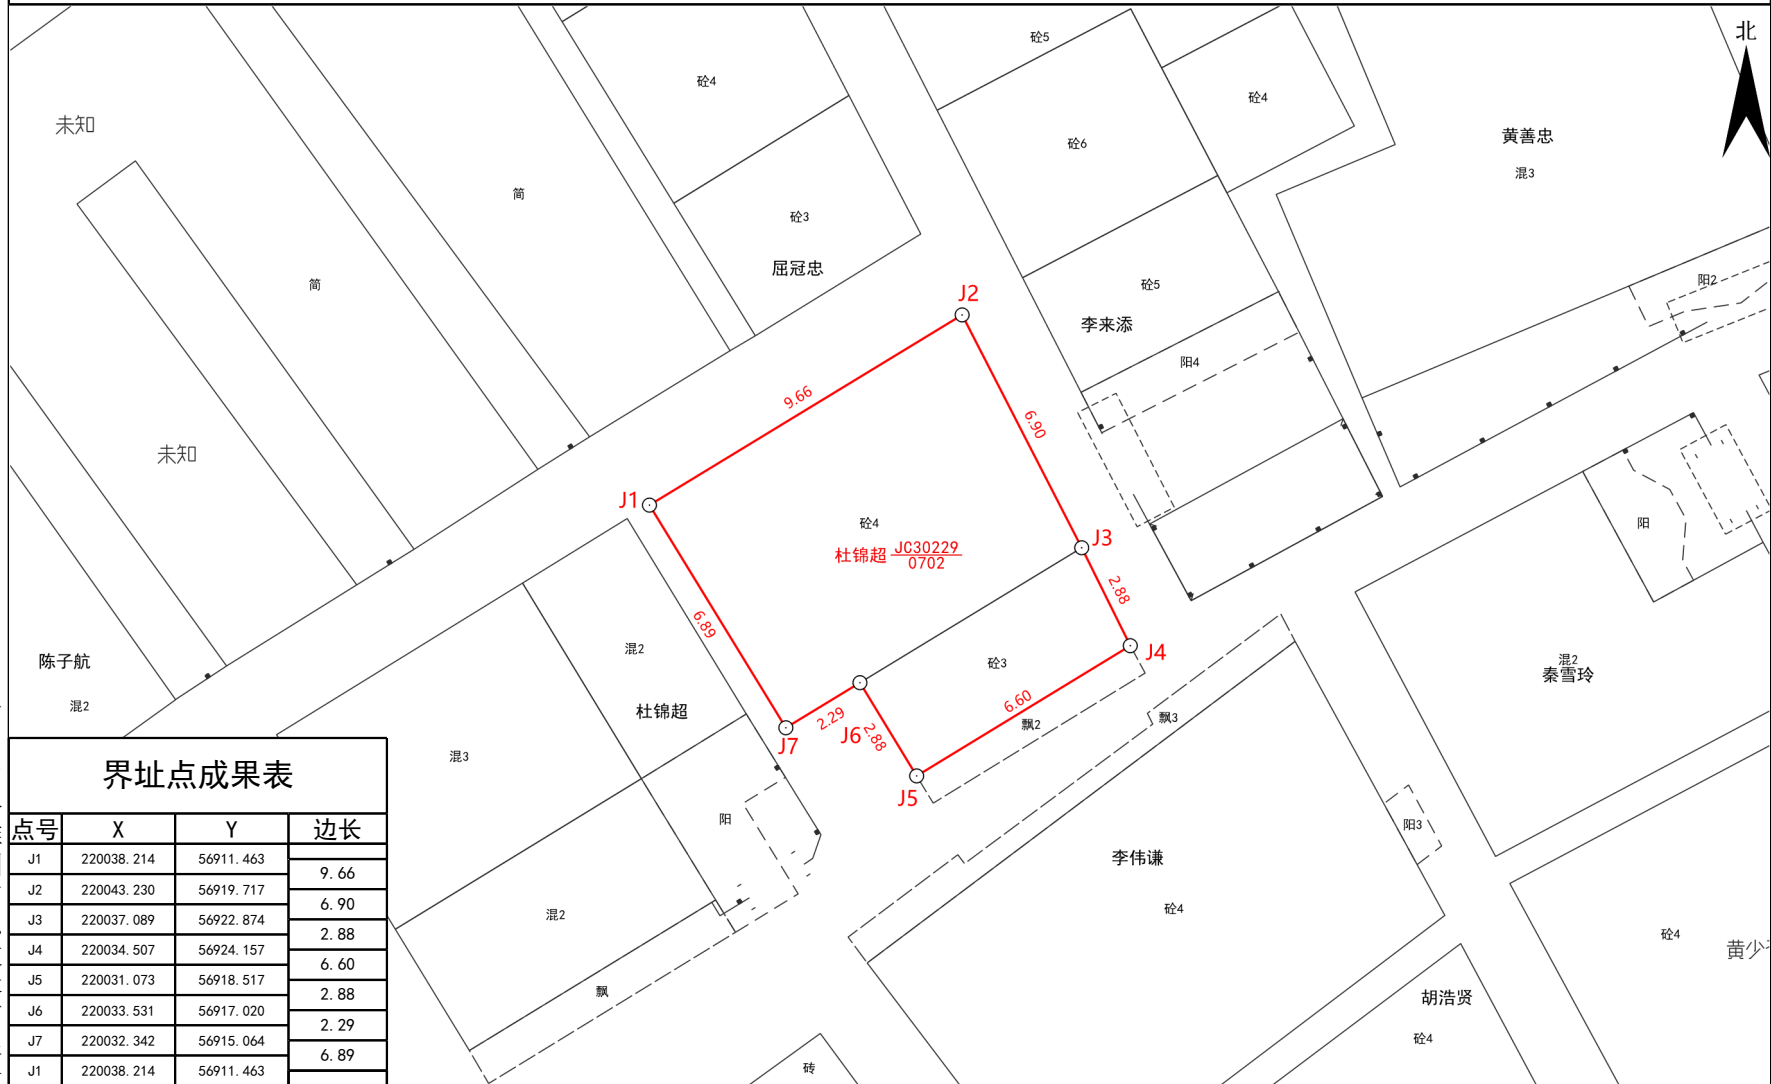 北
砼5
砼4
砼4
未知
黄善忠
砼6
混3
简
砼3
屈冠忠
阳2
简
砼5
J2
李来添
阳4
9.66
6.90
未知
J1
砼4
阳
杜锦超 JC30229
0702
J3
2.88
6.89
混2
J4
陈子航
砼3
混2
秦雪玲
6.60
混2
杜锦超
2.29
飘2
飘3
J6
2.88
J7
混3
J5
阳
阳3
李伟谦
砼4
混2
砼4
黄少
飘
胡浩贤
砼4
砖
界址点成果表
点号 X Y 边长
J1 220038.214 56911.463
9.66
J2 220043.230 56919.717
6.90
J3 220037.089 56922.874
2.88
J4 220034.507 56924.157
6.60
J5 220031.073 56918.517
2.88
J6 220033.531 56917.020
2.29
J7 220032.342 56915.064
6.89
J1 220038.214 56911.463